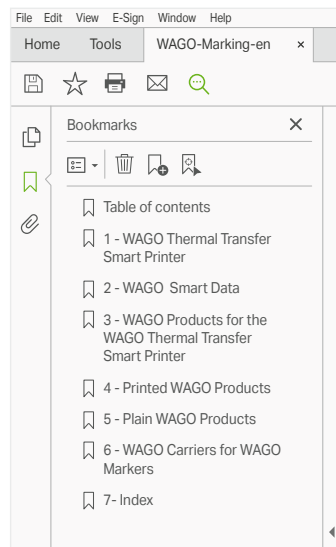 File Edit View E-Sign Window Help
Home Tools WAGO-Marking-en ×
Bookmarks
Table of contents
1 - WAGO Thermal Transfer
Smart Printer
2 - WAGO Smart Data
3 - WAGO Products for the
WAGO Thermal Transfer
Smart Printer
4 - Printed WAGO Products
5 - Plain WAGO Products
6 - WAGO Carriers for WAGO
Markers
7- Index